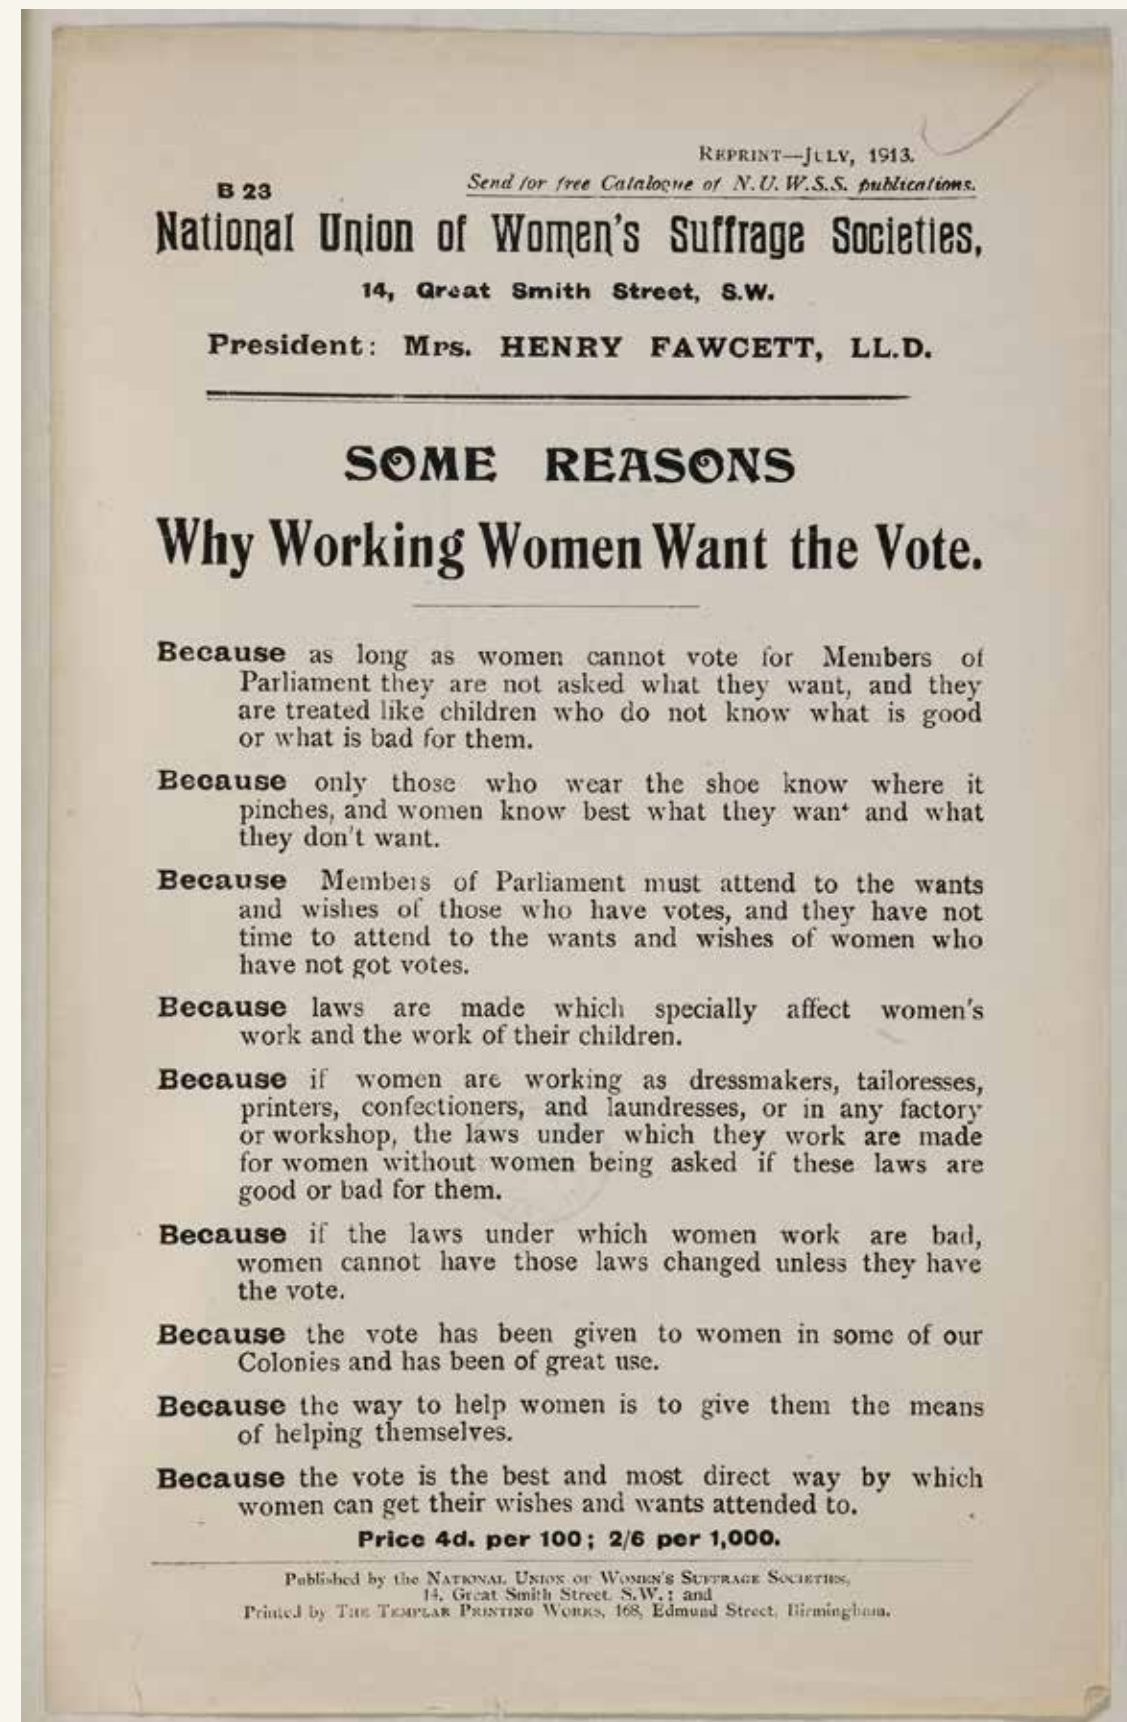 REPRINT—JULY, 1913.
B 23
Send for free Catalogue of N.U.W.S.S. publications.
National Union of Women's Suffrage Societies,
14, Great Smith Street, S.W.
President: Mrs. HENRY FAWCETT, LL.D.
SOME REASONS
Why Working Women Want the Vote.
Because as long as women cannot vote for Members of
Parliament they are not asked what they want, and they
are treated like children who do not know what is good
or what is bad for them.
Because only those who wear the shoe know where it
pinches, and women know best what they want and what
they don't want.
Because Members of Parliament must attend to the wants
and wishes of those who have votes, and they have not
time to attend to the wants and wishes of women who
have not got votes.
Because laws are made which specially affect women's
work and the work of their children.
Because if women are working as dressmakers, tailoresses,
printers, confectioners, and laundresses, or in any factory
or workshop, the laws under which they work are made
for women without women being asked if these laws are
good or bad for them.
Because if the laws under which women work are bad,
women cannot have those laws changed unless they have
the vote.
Because the vote has been given to women in some of our
Colonies and has been of great use.
Because the way to help women is to give them the means
of helping themselves.
Because the vote is the best and most direct way by which
women can get their wishes and wants attended to.
Price 4d. per 100; 2/6 per 1,000.
Published by the NATIONAL UNION OF WOMEN'S SUFFRAGE SOCIETIES,
14, Great Smith Street, S.W.; and
Printed by THE TEMPLAR PRINTING WORKS, 168, Edmund Street, Birmingham.